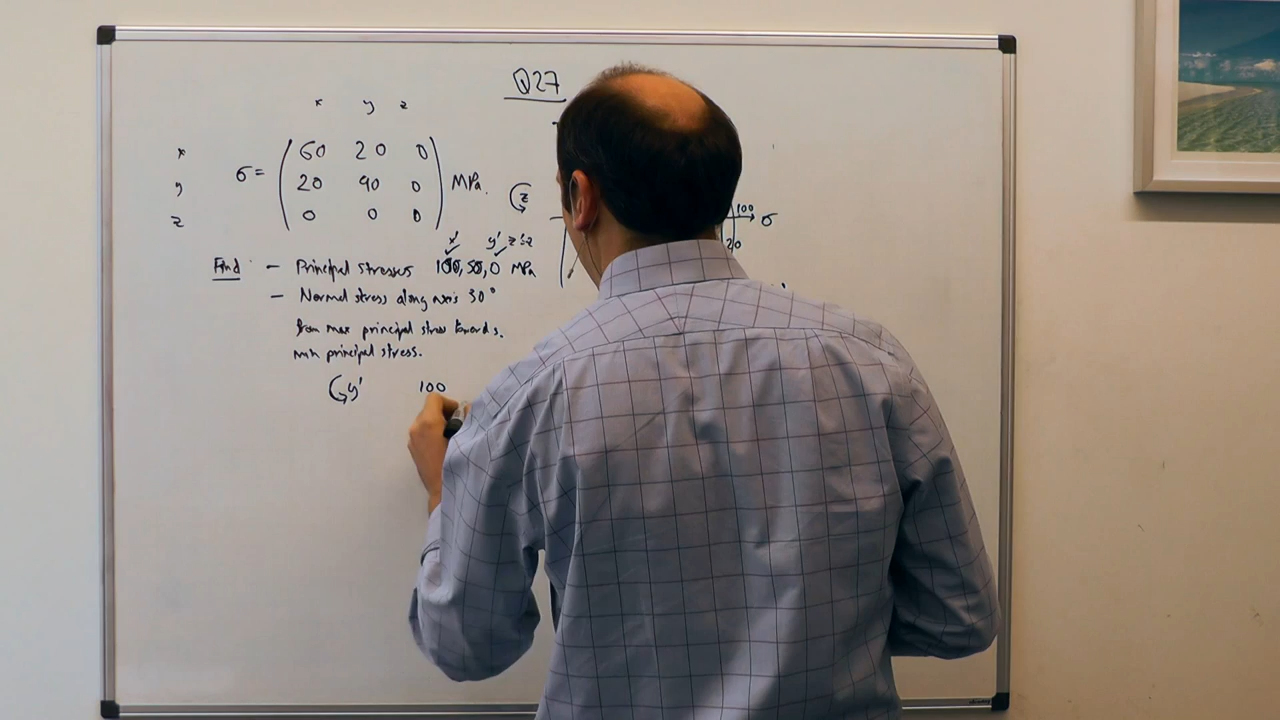 Q27
x y z
x
σ= ( 60 20 0 )
y
( 20 90 0 ) MPa.
z
( 0 0 0 )
z
100 σ
20
x' y' z'=z
Find - Principal stresses 100, 50, 0 MPa
- Normal stress along axis 30°
from max principal stress towards
min principal stress.
y' 100